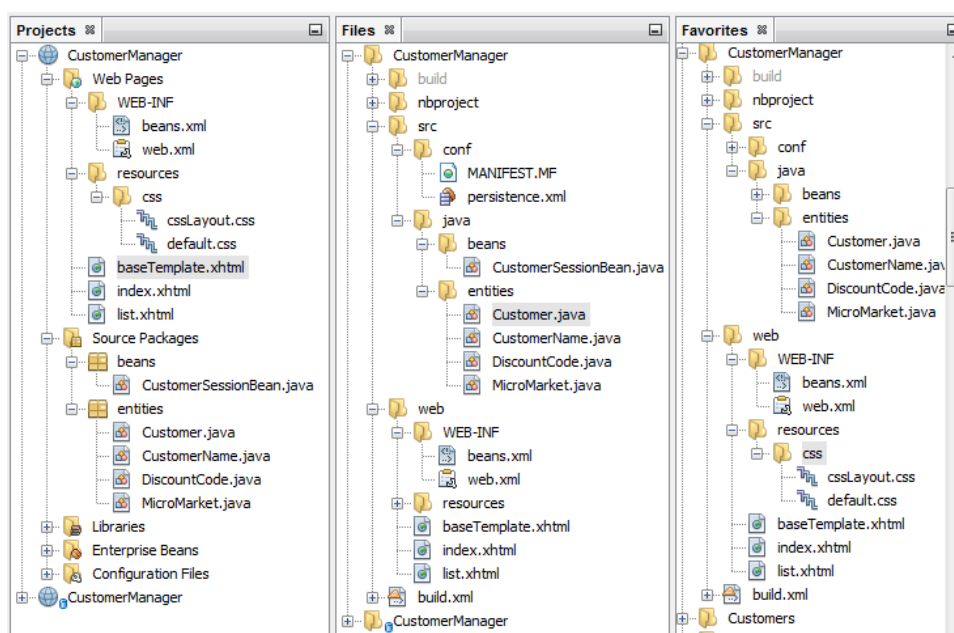 Projects
CustomerManager
Web Pages
WEB-INF
beans.xml
web.xml
resources
css
cssLayout.css
default.css
baseTemplate.xhtml
index.xhtml
list.xhtml
Source Packages
beans
CustomerSessionBean.java
entities
Customer.java
CustomerName.java
DiscountCode.java
MicroMarket.java
Libraries
Enterprise Beans
Configuration Files
CustomerManager
Files
CustomerManager
build
nbproject
src
conf
MANIFEST.MF
persistence.xml
java
beans
CustomerSessionBean.java
entities
Customer.java
CustomerName.java
DiscountCode.java
MicroMarket.java
web
WEB-INF
beans.xml
web.xml
resources
baseTemplate.xhtml
index.xhtml
list.xhtml
build.xml
CustomerManager
Favorites
CustomerManager
build
nbproject
src
conf
java
beans
entities
Customer.java
CustomerName.jav
DiscountCode.java
MicroMarket.java
web
WEB-INF
beans.xml
web.xml
resources
css
cssLayout.css
default.css
baseTemplate.xhtml
index.xhtml
list.xhtml
build.xml
Customers